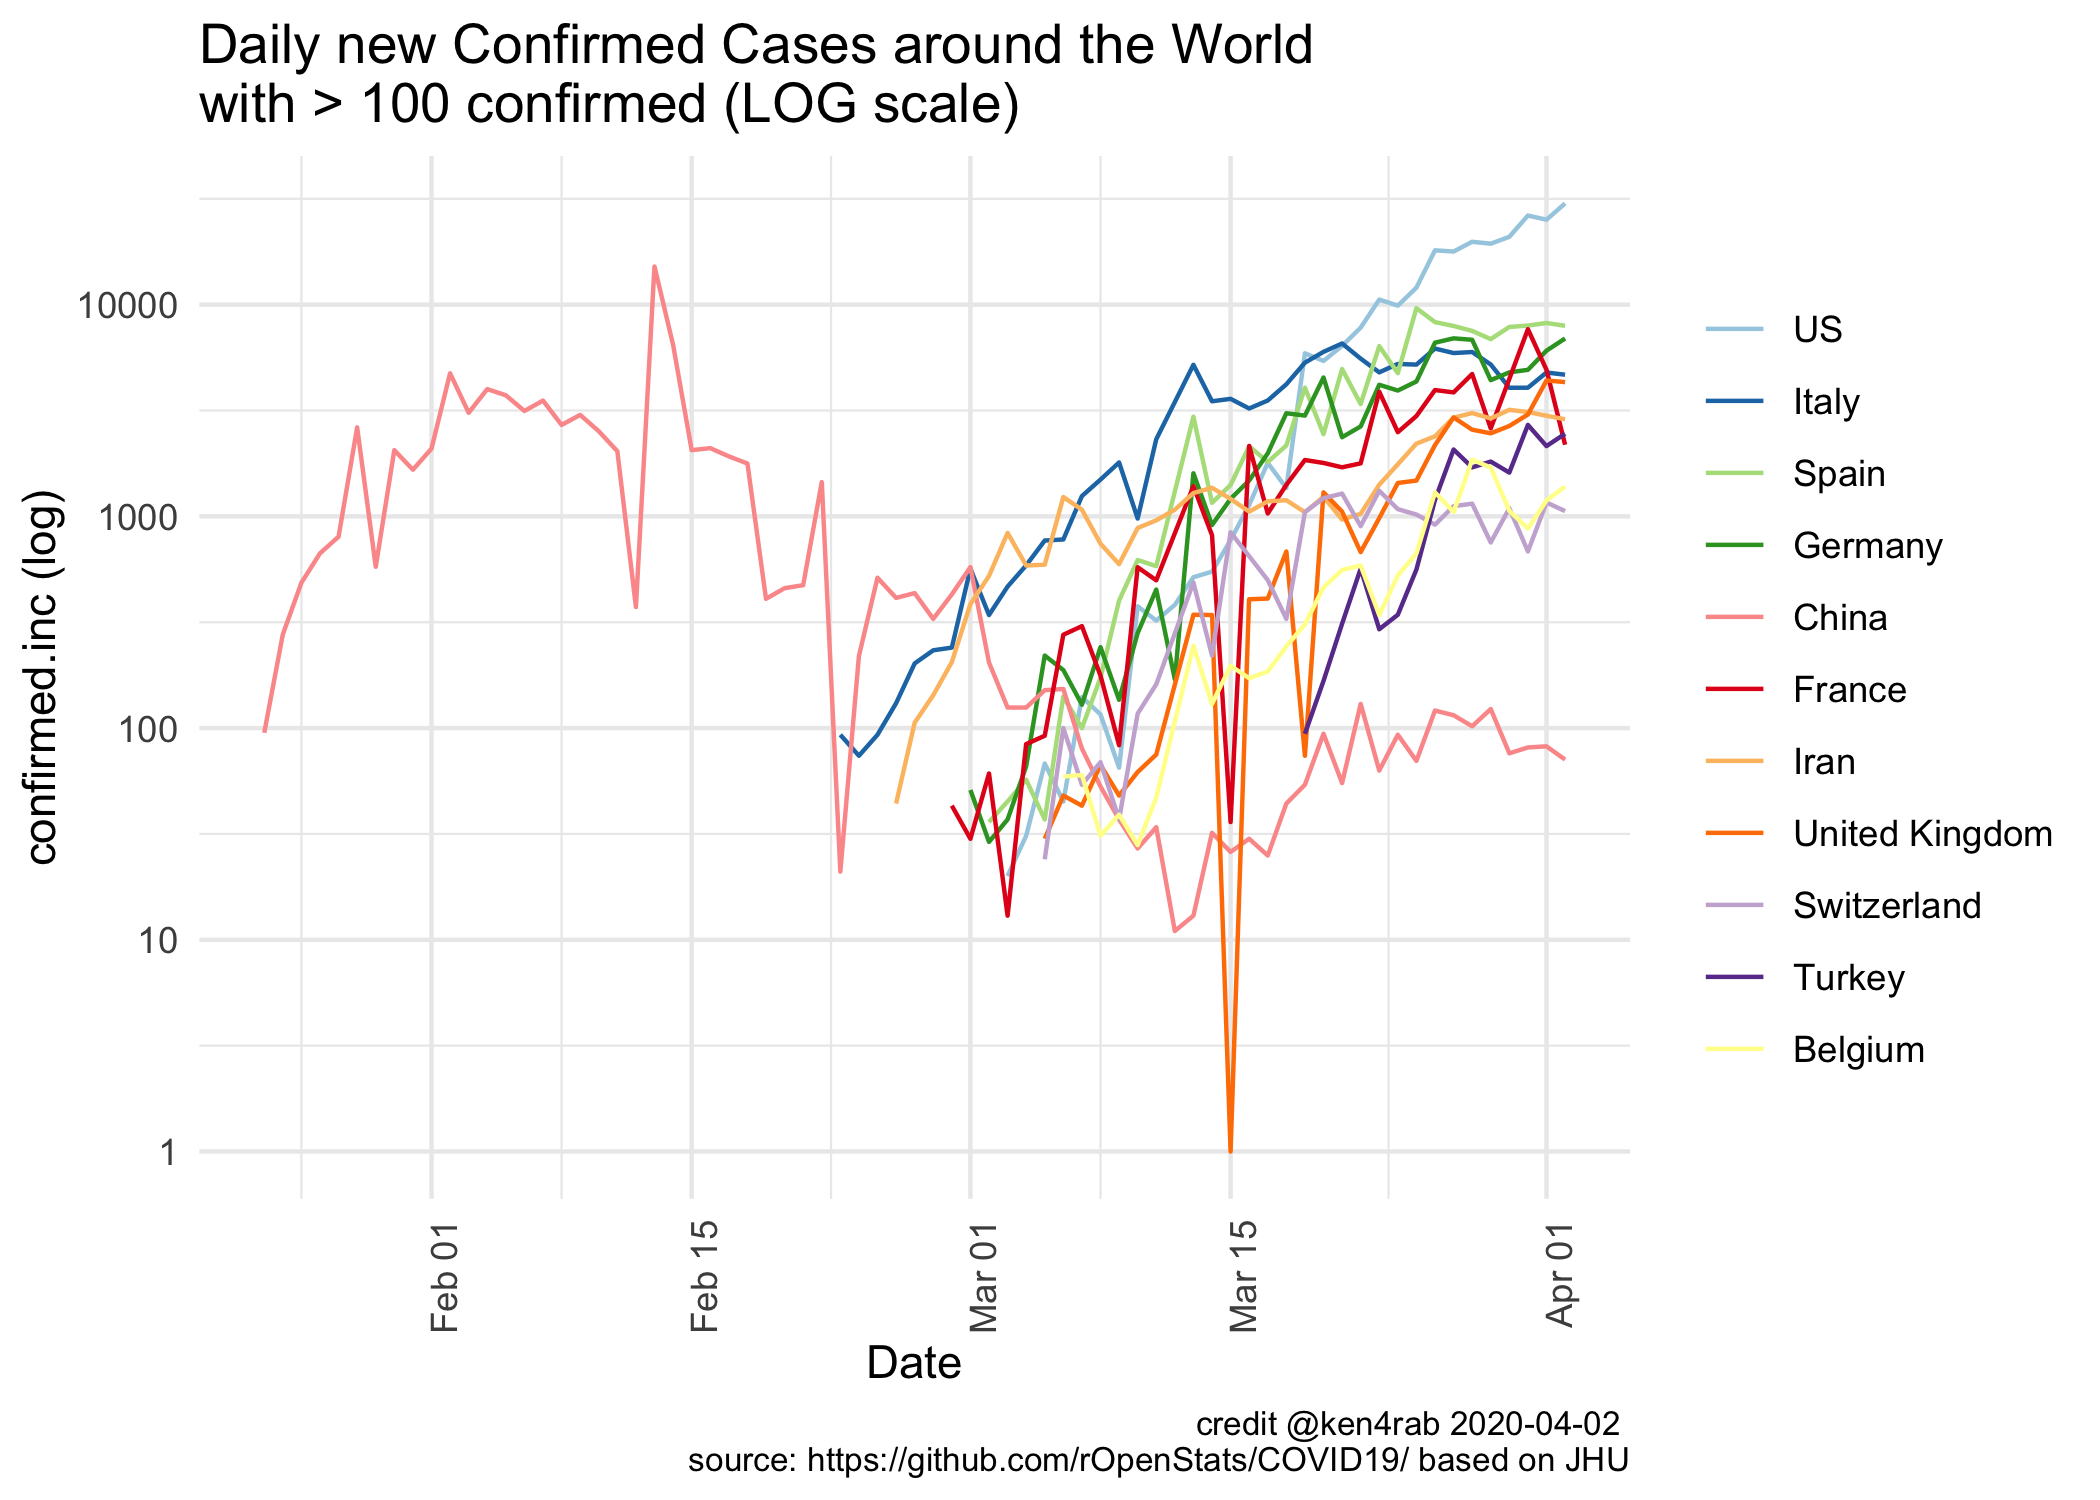 Daily new Confirmed Cases around the World
with > 100 confirmed (LOG scale)
confirmed.inc (log)
10000
1000
100
10
1
Feb 01
Feb 15
Mar 01
Mar 15
Apr 01
Date
US
Italy
Spain
Germany
China
France
Iran
United Kingdom
Switzerland
Turkey
Belgium
credit @ken4rab 2020-04-02
source: https://github.com/rOpenStats/COVID19/ based on JHU